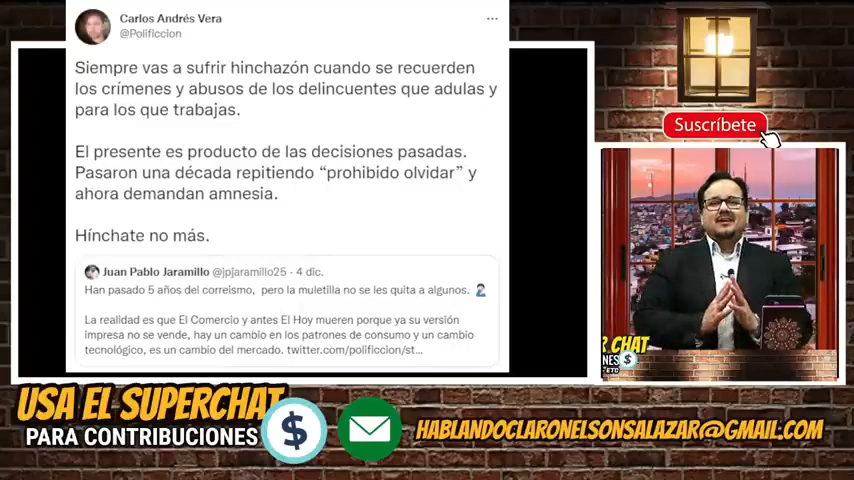 Carlos Andrés Vera
@Polificcion
Siempre vas a sufrir hinchazón cuando se recuerden
los crímenes y abusos de los delincuentes que adulas y
para los que trabajas.
El presente es producto de las decisiones pasadas.
Pasaron una década repitiendo “prohibido olvidar” y
ahora demandan amnesia.
Hínchate no más.
Juan Pablo Jaramillo @jpjaramillo25 · 4 dic.
Han pasado 5 años del correismo, pero la muletilla no se les quita a algunos.
La realidad es que El Comercio y antes El Hoy mueren porque ya su versión
impresa no se vende, hay un cambio en los patrones de consumo y un cambio
tecnológico, es un cambio del mercado. twitter.com/polificcion/st...
Suscríbete
R CHAT
NES $
ETC
USA EL SUPERCHAT
PARA CONTRIBUCIONES $
HABLANDOCLARONELSONSALAZAR@GMAIL.COM